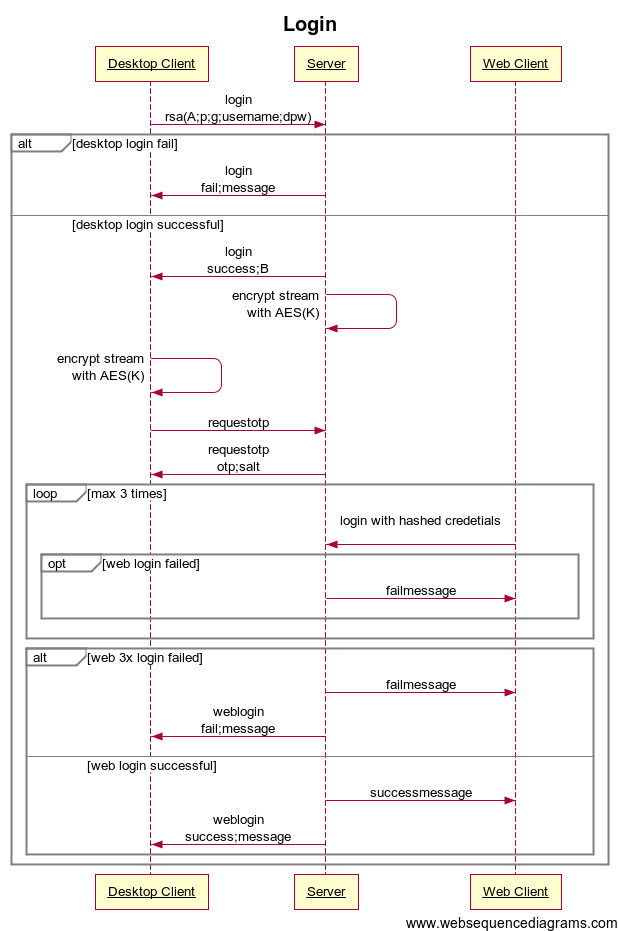 Login
Desktop Client
Server
Web Client
login
rsa(A;p;g;username;dpw)
alt
[desktop login fail]
login
fail;message
[desktop login successful]
login
success;B
encrypt stream
with AES(K)
encrypt stream
with AES(K)
requestotp
requestotp
otp;salt
loop
[max 3 times]
login with hashed credetials
opt
[web login failed]
failmessage
alt
[web 3x login failed]
failmessage
weblogin
fail;message
[web login successful]
successmessage
weblogin
success;message
Desktop Client
Server
Web Client
www.websequencediagrams.com